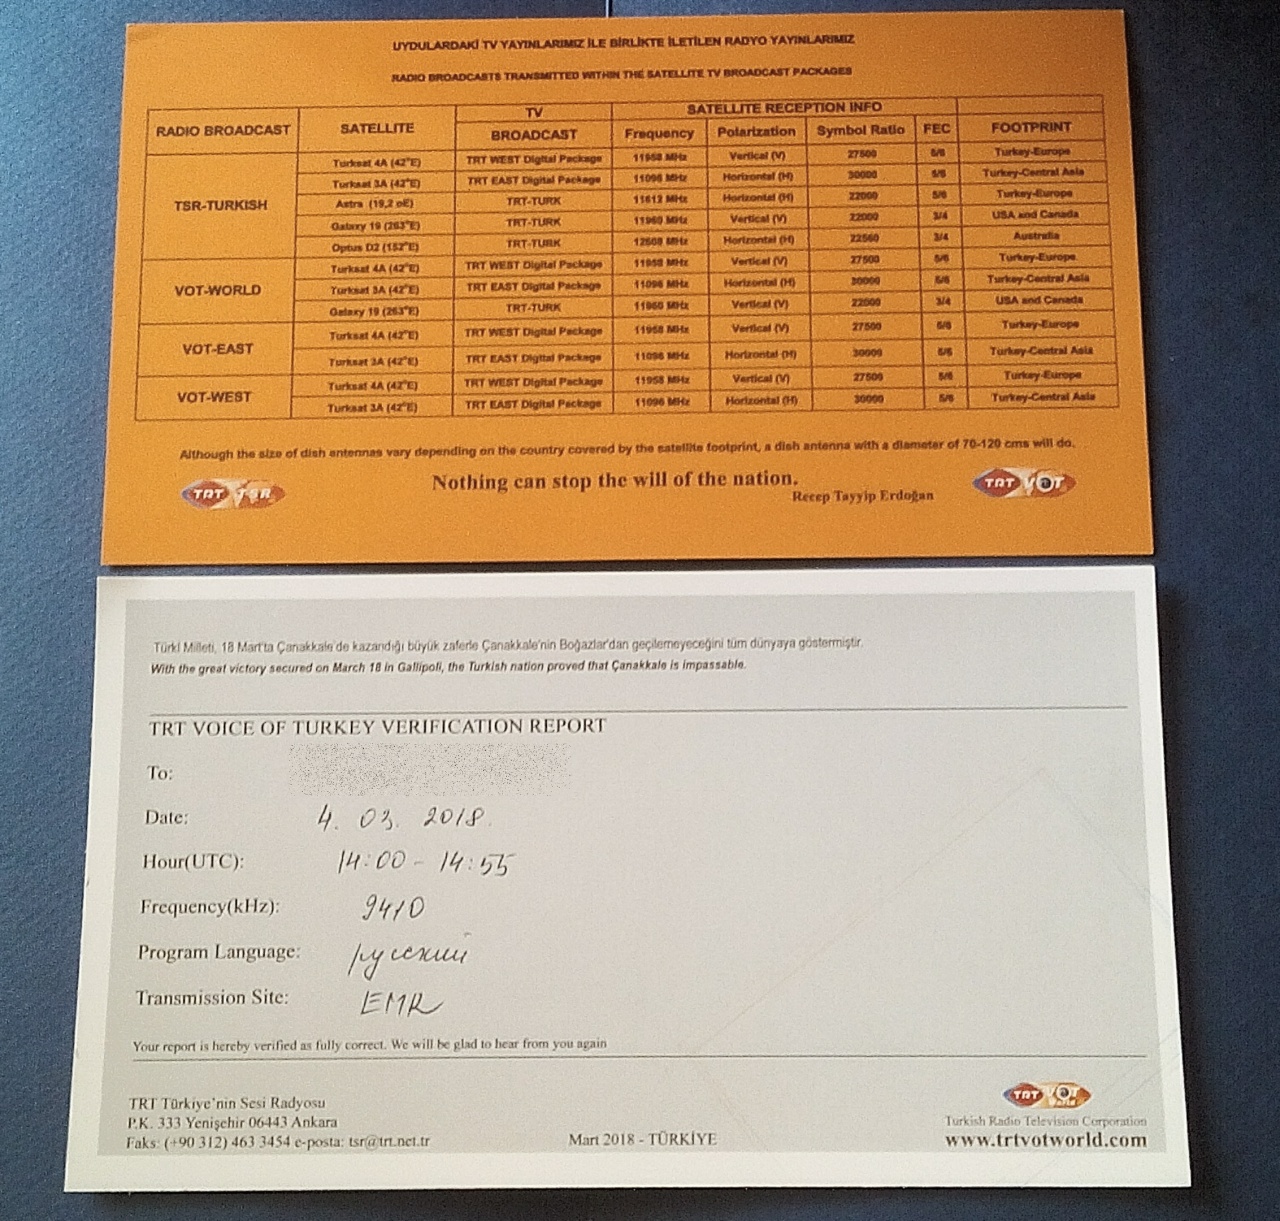 UYDULARDAKİ TV YAYINLARIMIZ İLE BİRLİKTE İLETİLEN RADYO YAYINLARIMIZ
RADIO BROADCASTS TRANSMITTED WITHIN THE SATELLITE TV BROADCAST PACKAGES
RADIO BROADCAST SATELLITE TV BROADCAST SATELLITE RECEPTION INFO FOOTPRINT
Frequency Polarization Symbol Ratio FEC
TSR-TURKISH
Turksat 4A (42°E) TRT WEST Digital Package 11958 MHz Vertical (V) 27500 5/6 Turkey-Europe
Turksat 3A (42°E) TRT EAST Digital Package 11096 MHz Horizontal (H) 30000 5/6 Turkey-Central Asia
Astra (19,2 oE) TRT-TURK Horizontal (H) 22000 5/6 Turkey-Europe
Galaxy 19 (263°E) TRT-TURK 11960 MHz Vertical (V) 22000 3/4 USA and Canada
Optus D2 (152°E) TRT-TURK 12608 MHz Horizontal (H) 22560 3/4 Australia
VOT-WORLD
Turksat 4A (42°E) TRT WEST Digital Package 11958 MHz Vertical (V) 27500 5/6 Turkey-Europe
Turksat 3A (42°E) TRT EAST Digital Package 11096 MHz Horizontal (H) 30000 5/6 Turkey-Central Asia
Galaxy 19 (263°E) TRT-TURK 11960 MHz Vertical (V) 22000 3/4 USA and Canada
VOT-EAST
Turksat 4A (42°E) TRT WEST Digital Package 11958 MHz Vertical (V) 27500 5/6 Turkey-Europe
Turksat 3A (42°E) TRT EAST Digital Package 11096 MHz Horizontal (H) 30000 5/6 Turkey-Central Asia
VOT-WEST
Turksat 4A (42°E) TRT WEST Digital Package 11958 MHz Vertical (V) 27500 5/6 Turkey-Europe
Turksat 3A (42°E) TRT EAST Digital Package 11096 MHz Horizontal (H) 30000 5/6 Turkey-Central Asia
Although the size of dish antennas vary depending on the country covered by the satellite footprint, a dish antenna with a diameter of 70-120 cms will do.
TRT TSR
Nothing can stop the will of the nation.
Recep Tayyip Erdoğan
TRT VOT
Türkl Milleti, 18 Mart'ta Çanakkale'de kazandığı büyük zaferle Çanakkale'nin Boğazlar'dan geçilemeyeceğini tüm dünyaya göstermiştir.
With the great victory secured on March 18 in Gallipoli, the Turkish nation proved that Çanakkale is impassable.
TRT VOICE OF TURKEY VERIFICATION REPORT
To:
Date: 4. 03. 2018.
Hour(UTC): 14:00 - 14:55
Frequency(kHz): 9410
Program Language: русский
Transmission Site: EMR
Your report is hereby verified as fully correct. We will be glad to hear from you again
TRT Türkiye'nin Sesi Radyosu
P.K. 333 Yenişehir 06443 Ankara
Faks: (+90 312) 463 3454 e-posta: tsr@trt.net.tr
Mart 2018 - TÜRKİYE
TRT VOT World
Turkish Radio Television Corporation
www.trtvotworld.com